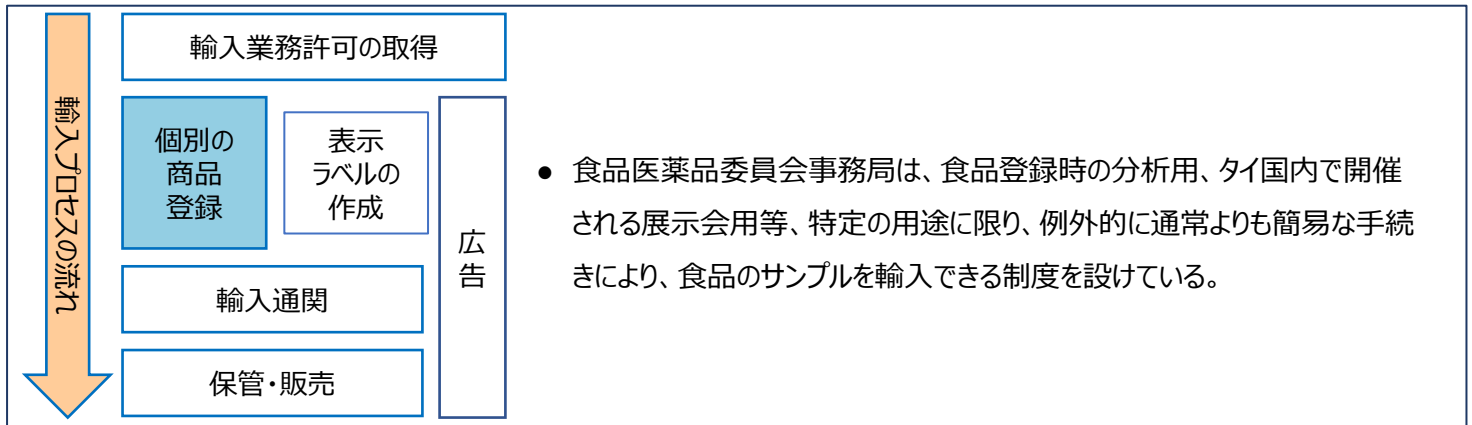 輸入プロセスの流れ
輸入業務許可の取得
個別の
商品
登録
表示
ラベルの
作成
広告
輸入通関
保管・販売
● 食品医薬品委員会事務局は、食品登録時の分析用、タイ国内で開催
される展示会用等、特定の用途に限り、例外的に通常よりも簡易な手続
きにより、食品のサンプルを輸入できる制度を設けている。